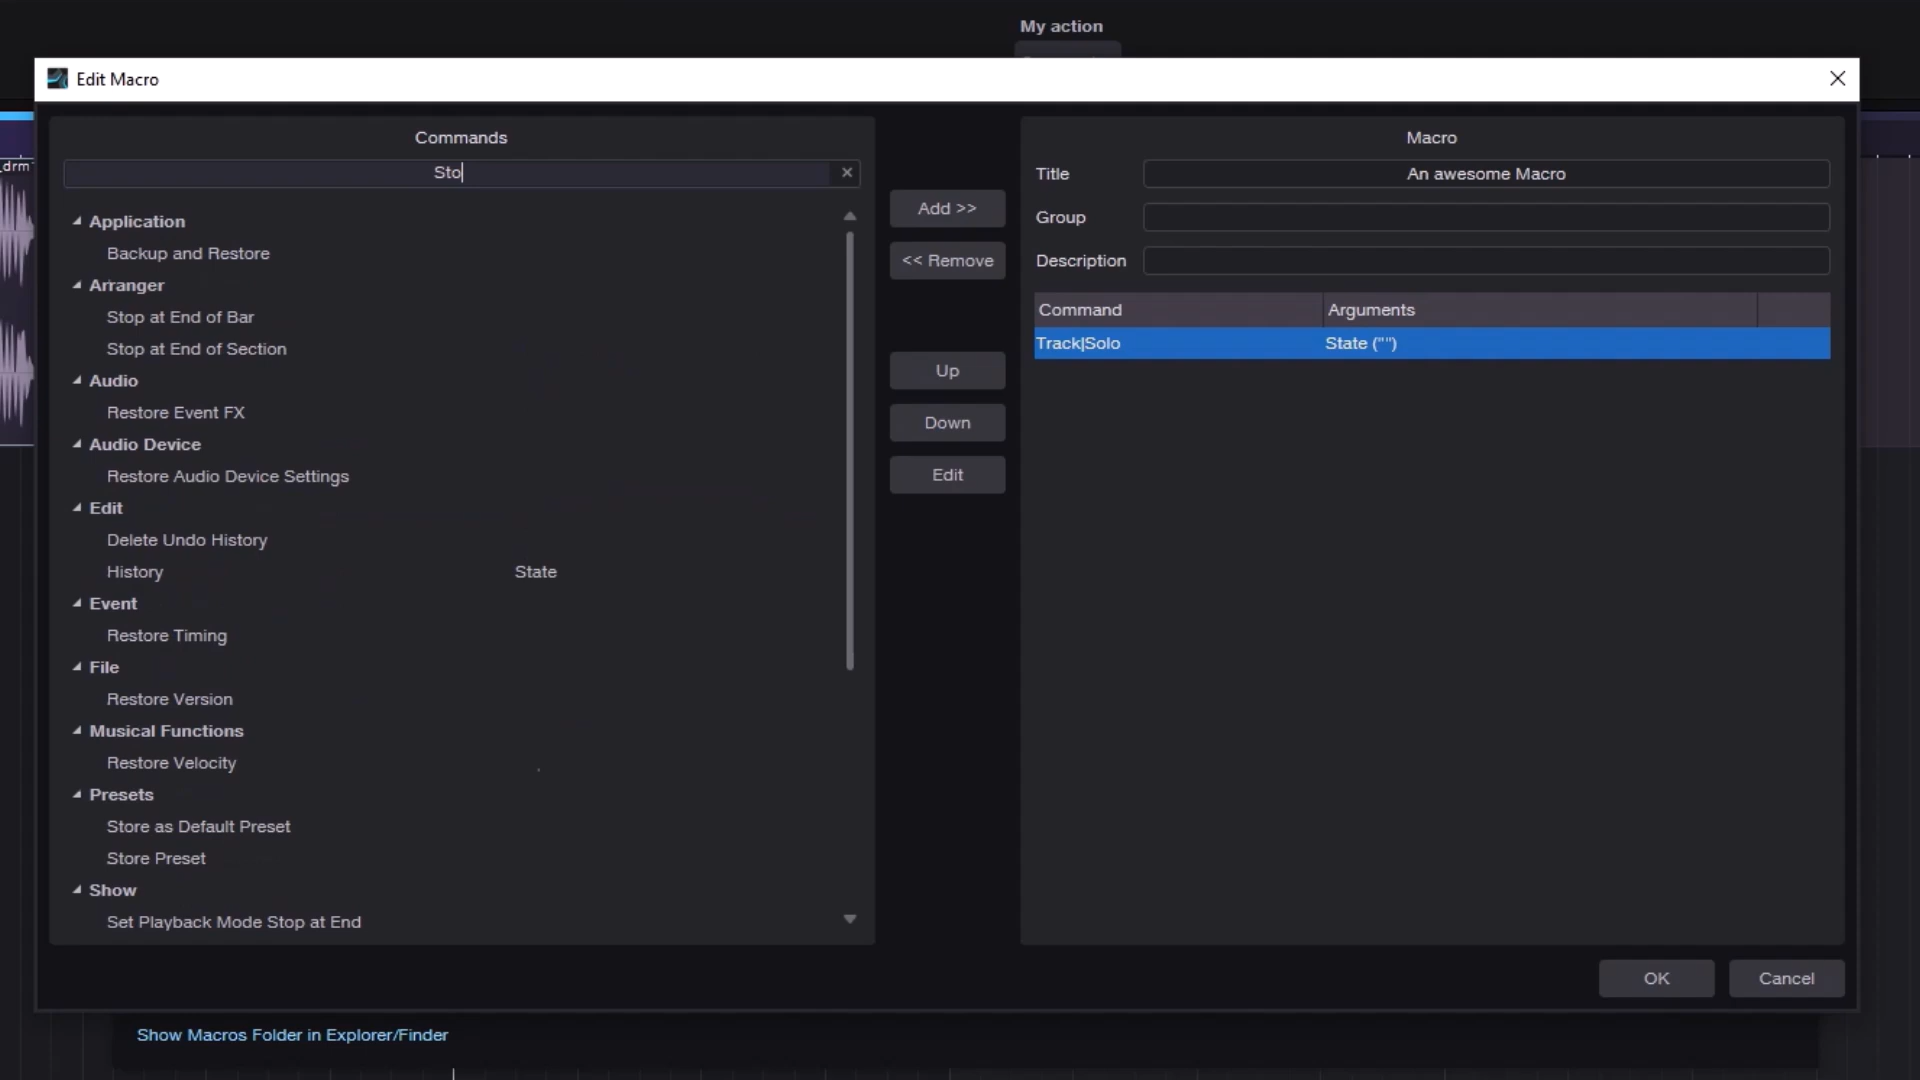 My action
Edit Macro
_drm
Commands
Sto
Application
Backup and Restore
Arranger
Stop at End of Bar
Stop at End of Section
Audio
Restore Event FX
Audio Device
Restore Audio Device Settings
Edit
Delete Undo History
History State
Event
Restore Timing
File
Restore Version
Musical Functions
Restore Velocity
Presets
Store as Default Preset
Store Preset
Show
Set Playback Mode Stop at End
Add >>
<< Remove
Up
Down
Edit
Macro
Title An awesome Macro
Group
Description
Command Arguments
Track|Solo State ("")
OK Cancel
Show Macros Folder in Explorer/Finder